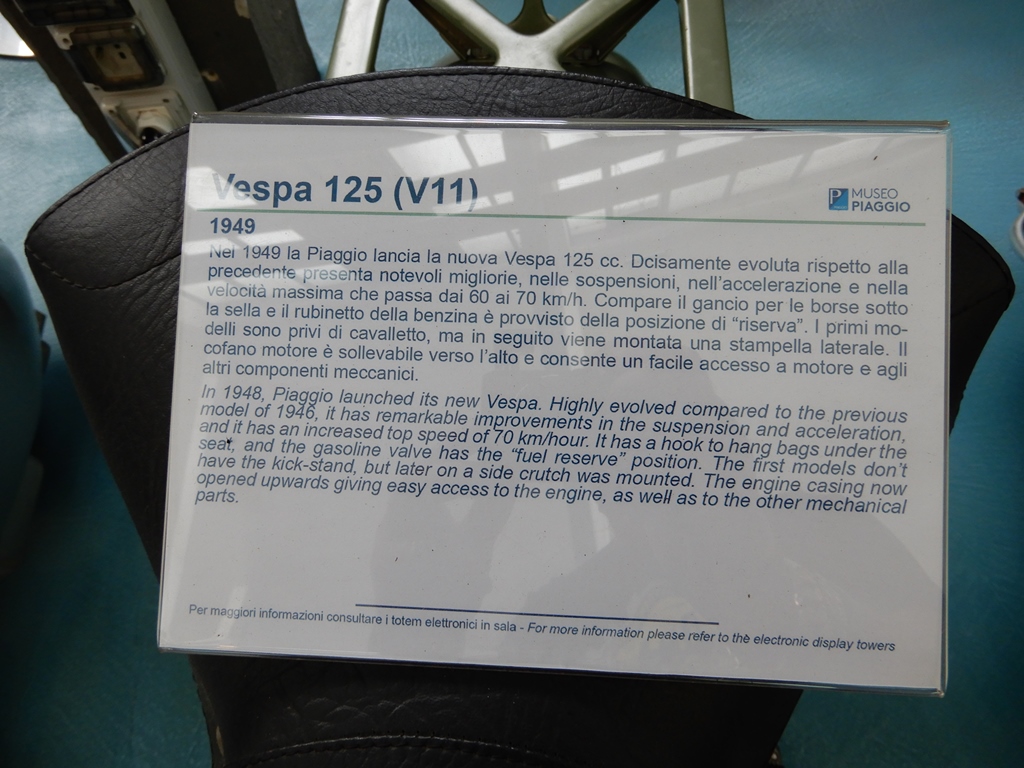 Vespa 125 (V11)
MUSEO
PIAGGIO
1949
Nel 1949 la Piaggio lancia la nuova Vespa 125 cc. Dcisamente evoluta rispetto alla
precedente presenta notevoli migliorie, nelle sospensioni, nell'accelerazione e nella
velocità massima che passa dai 60 ai 70 km/h. Compare il gancio per le borse sotto
la sella e il rubinetto della benzina è provvisto della posizione di "riserva". I primi mo-
delli sono privi di cavalletto, ma in seguito viene montata una stampella laterale. Il
cofano motore è sollevabile verso l'alto e consente un facile accesso a motore e agli
altri componenti meccanici.
In 1948, Piaggio launched its new Vespa. Highly evolved compared to the previous
model of 1946, it has remarkable improvements in the suspension and acceleration,
and it has an increased top speed of 70 km/hour. It has a hook to hang bags under the
seat, and the gasoline valve has the "fuel reserve" position. The first models don't
have the kick-stand, but later on a side crutch was mounted. The engine casing now
opened upwards giving easy access to the engine, as well as to the other mechanical
parts.
Per maggiori informazioni consultare i totem elettronici in sala - For more information please refer to the electronic display towers